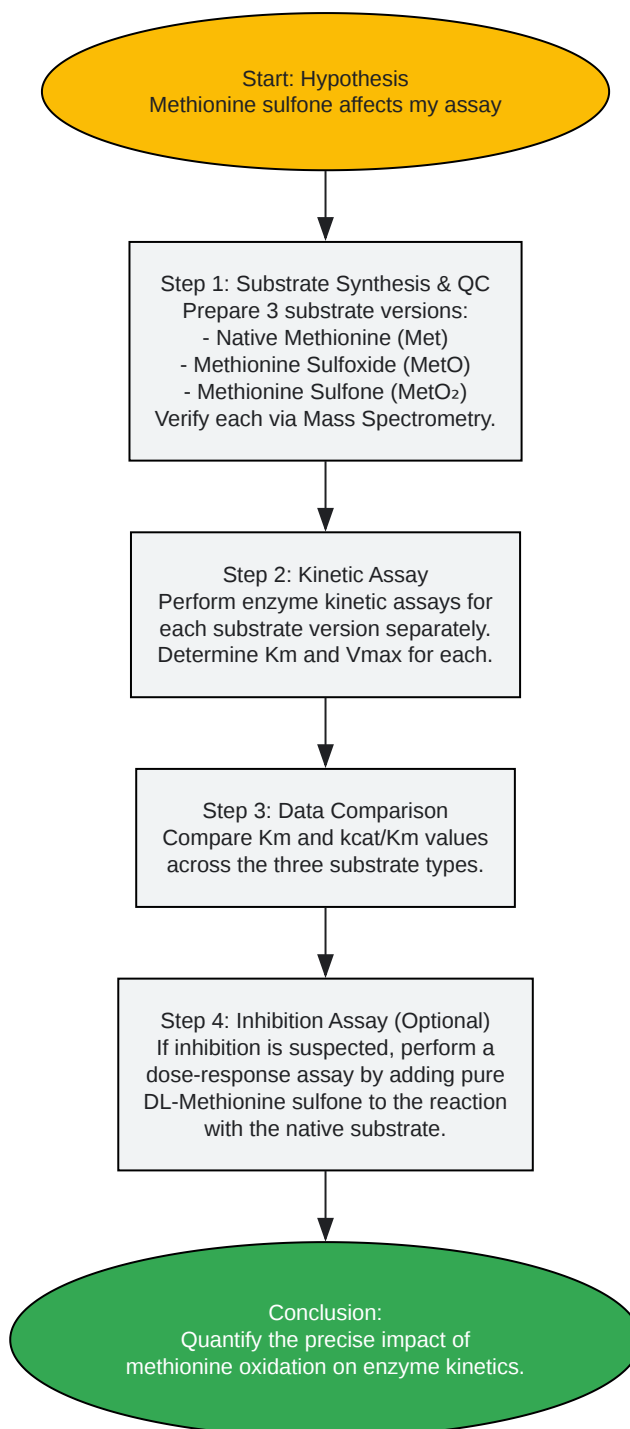 Start: Hypothesis
Methionine sulfone affects my assay
Step 1: Substrate Synthesis & QC
Prepare 3 substrate versions:
- Native Methionine (Met)
- Methionine Sulfoxide (MetO)
- Methionine Sulfone (MetO₂)
Verify each via Mass Spectrometry.
Step 2: Kinetic Assay
Perform enzyme kinetic assays for
each substrate version separately.
Determine Km and Vmax for each.
Step 3: Data Comparison
Compare Km and kcat/Km values
across the three substrate types.
Step 4: Inhibition Assay (Optional)
If inhibition is suspected, perform a
dose-response assay by adding pure
DL-Methionine sulfone to the reaction
with the native substrate.
Conclusion:
Quantify the precise impact of
methionine oxidation on enzyme kinetics.